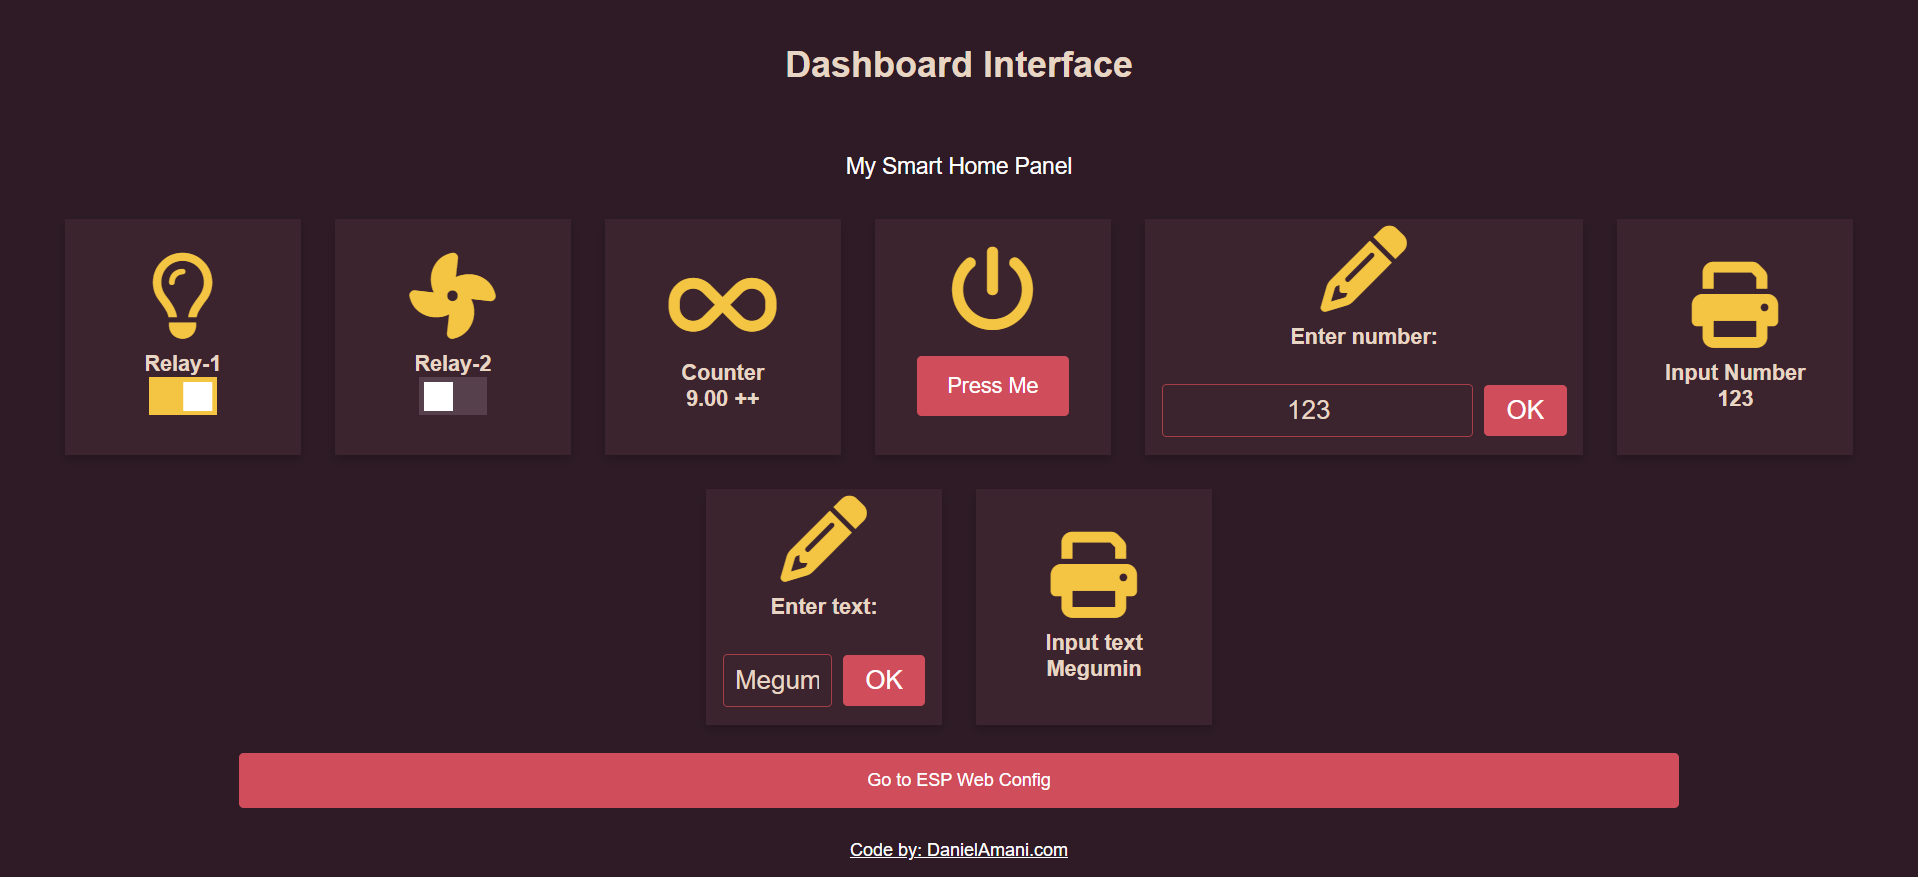 Dashboard Interface
My Smart Home Panel
Relay-1
Relay-2
Counter
9.00 ++
Press Me
Enter number:
123
OK
Input Number
123
Enter text:
Megum
OK
Input text
Megumin
Go to ESP Web Config
Code by: DanielAmani.com